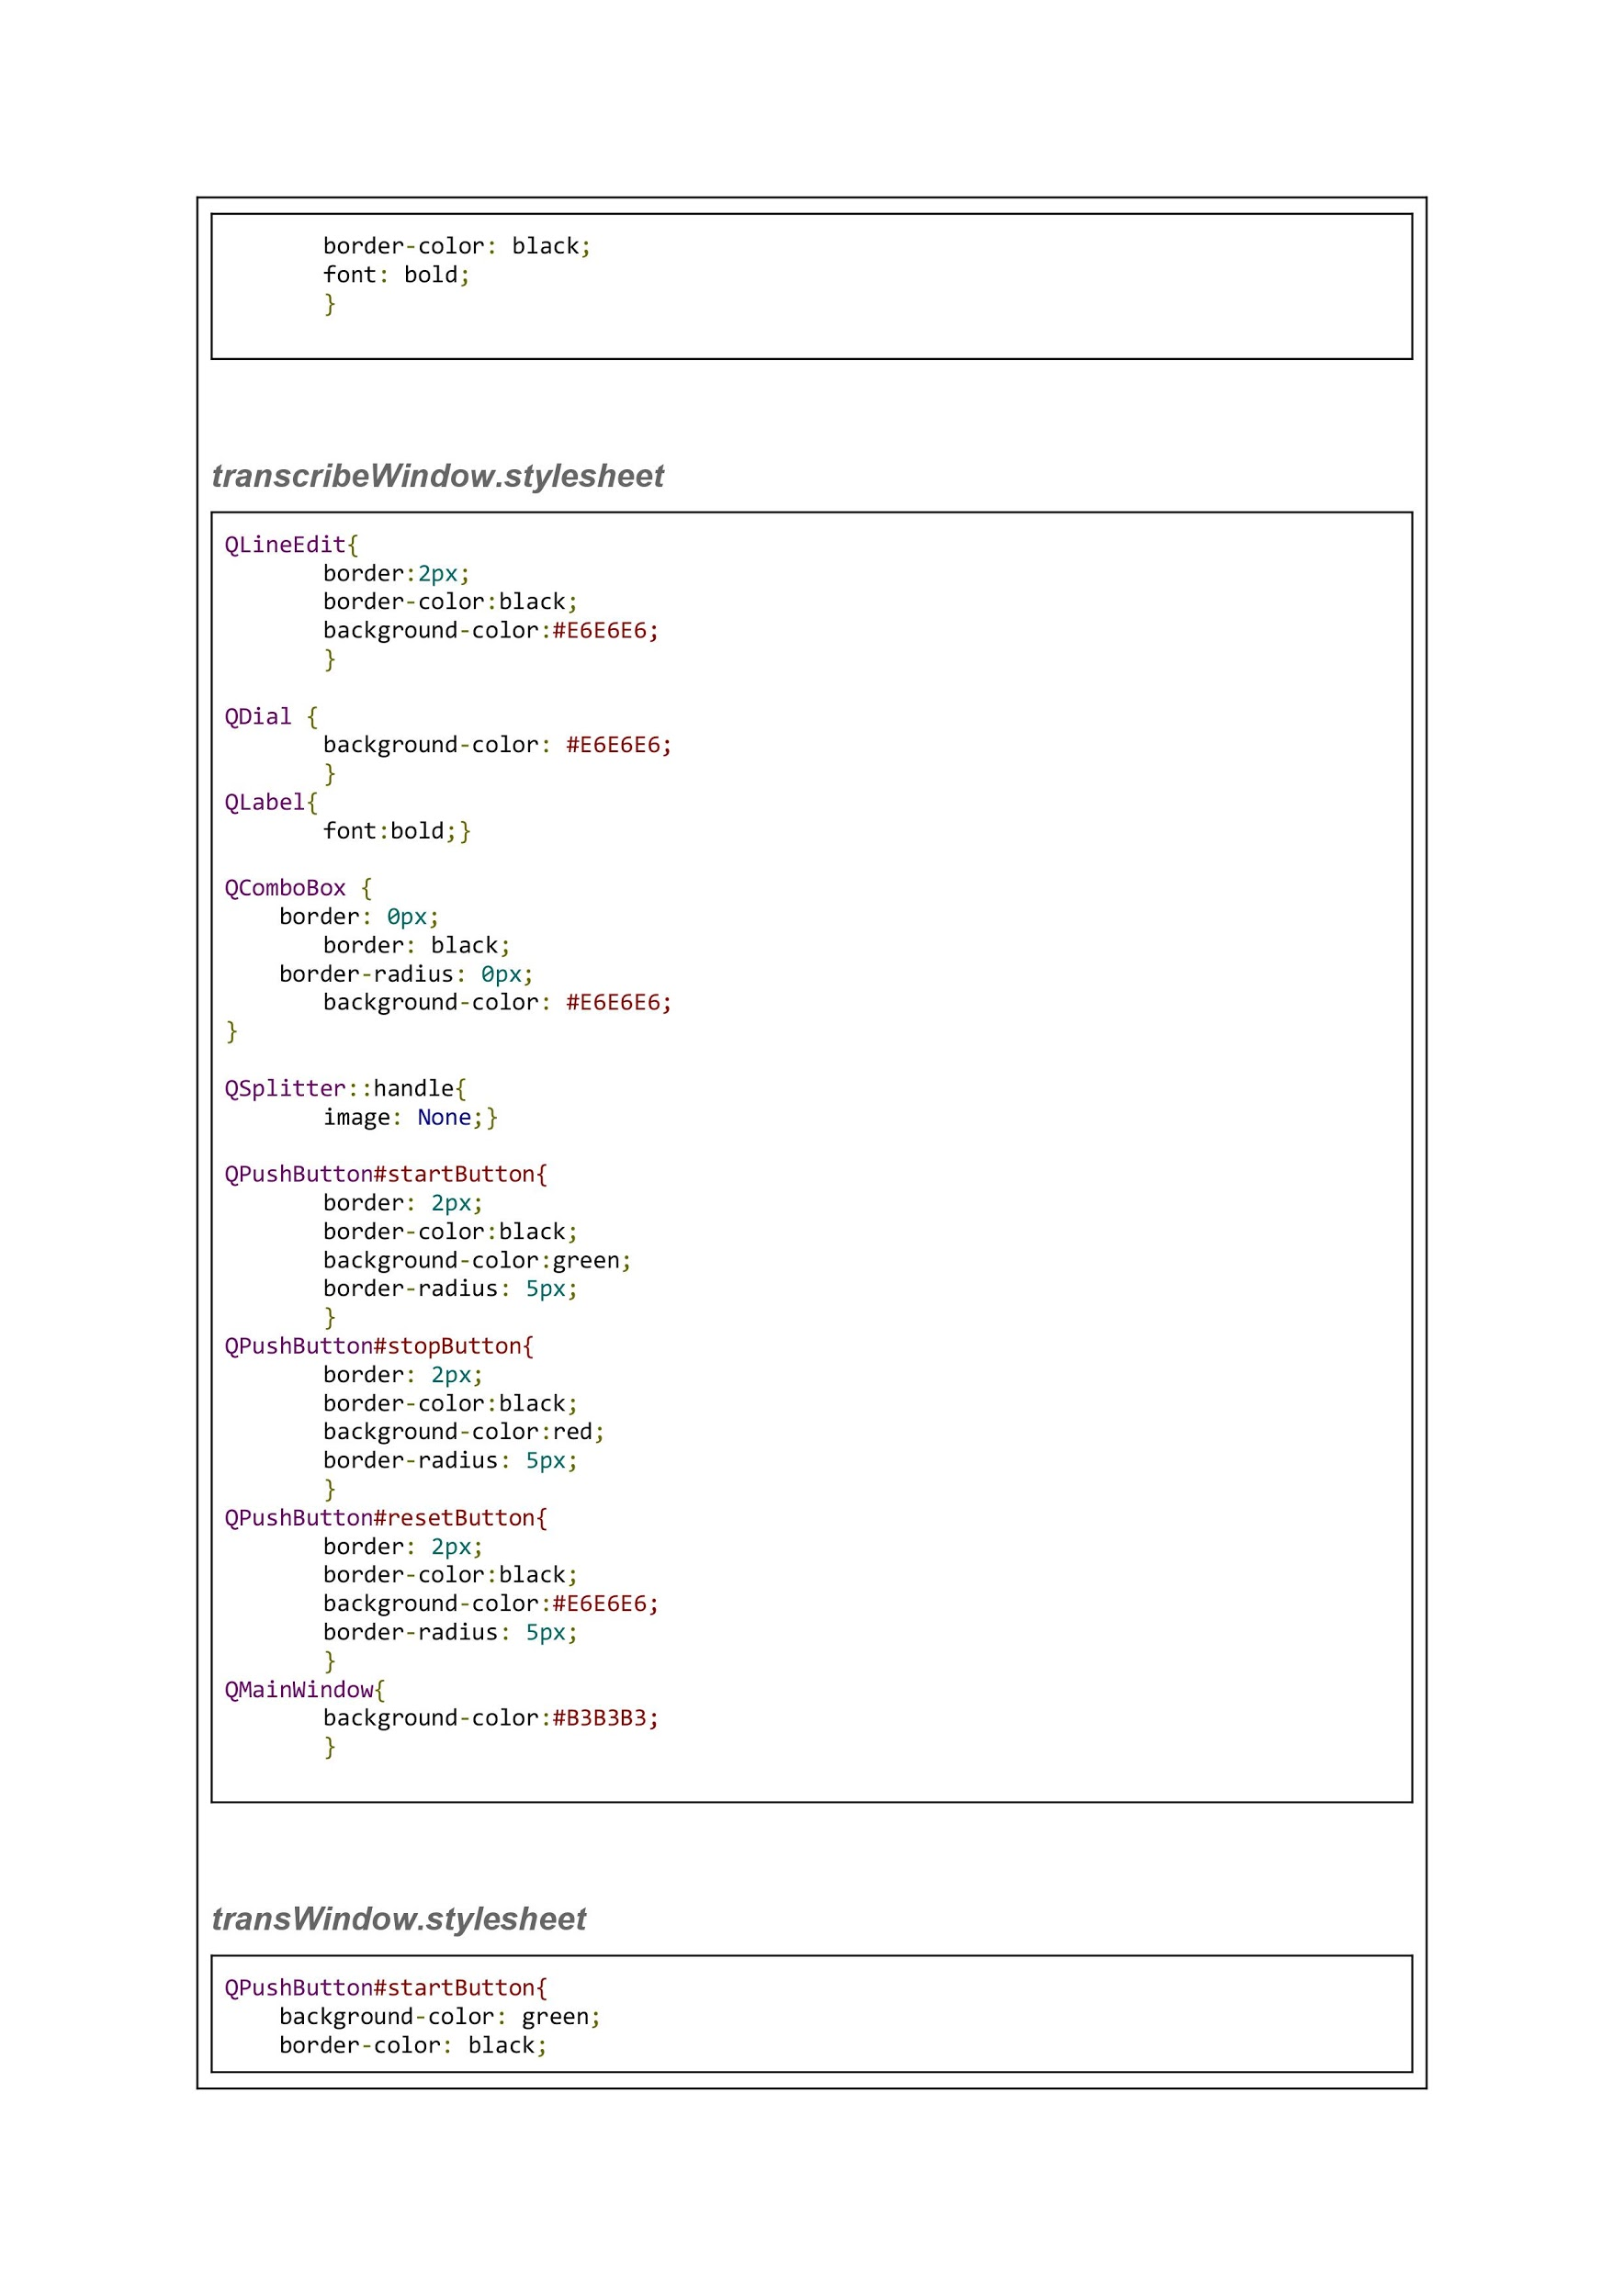 border-color: black;
font: bold;
}
transcribeWindow.stylesheet
QLineEdit{
border:2px;
border-color:black;
background-color:#E6E6E6;
}
QDial {
background-color: #E6E6E6;
}
QLabel{
font:bold;}
QComboBox {
border: 0px;
border: black;
border-radius: 0px;
background-color: #E6E6E6;
}
QSplitter::handle{
image: None;}
QPushButton#startButton{
border: 2px;
border-color:black;
background-color:green;
border-radius: 5px;
}
QPushButton#stopButton{
border: 2px;
border-color:black;
background-color:red;
border-radius: 5px;
}
QPushButton#resetButton{
border: 2px;
border-color:black;
background-color:#E6E6E6;
border-radius: 5px;
}
QMainWindow{
background-color:#B3B3B3;
}
transWindow.stylesheet
QPushButton#startButton{
background-color: green;
border-color: black;